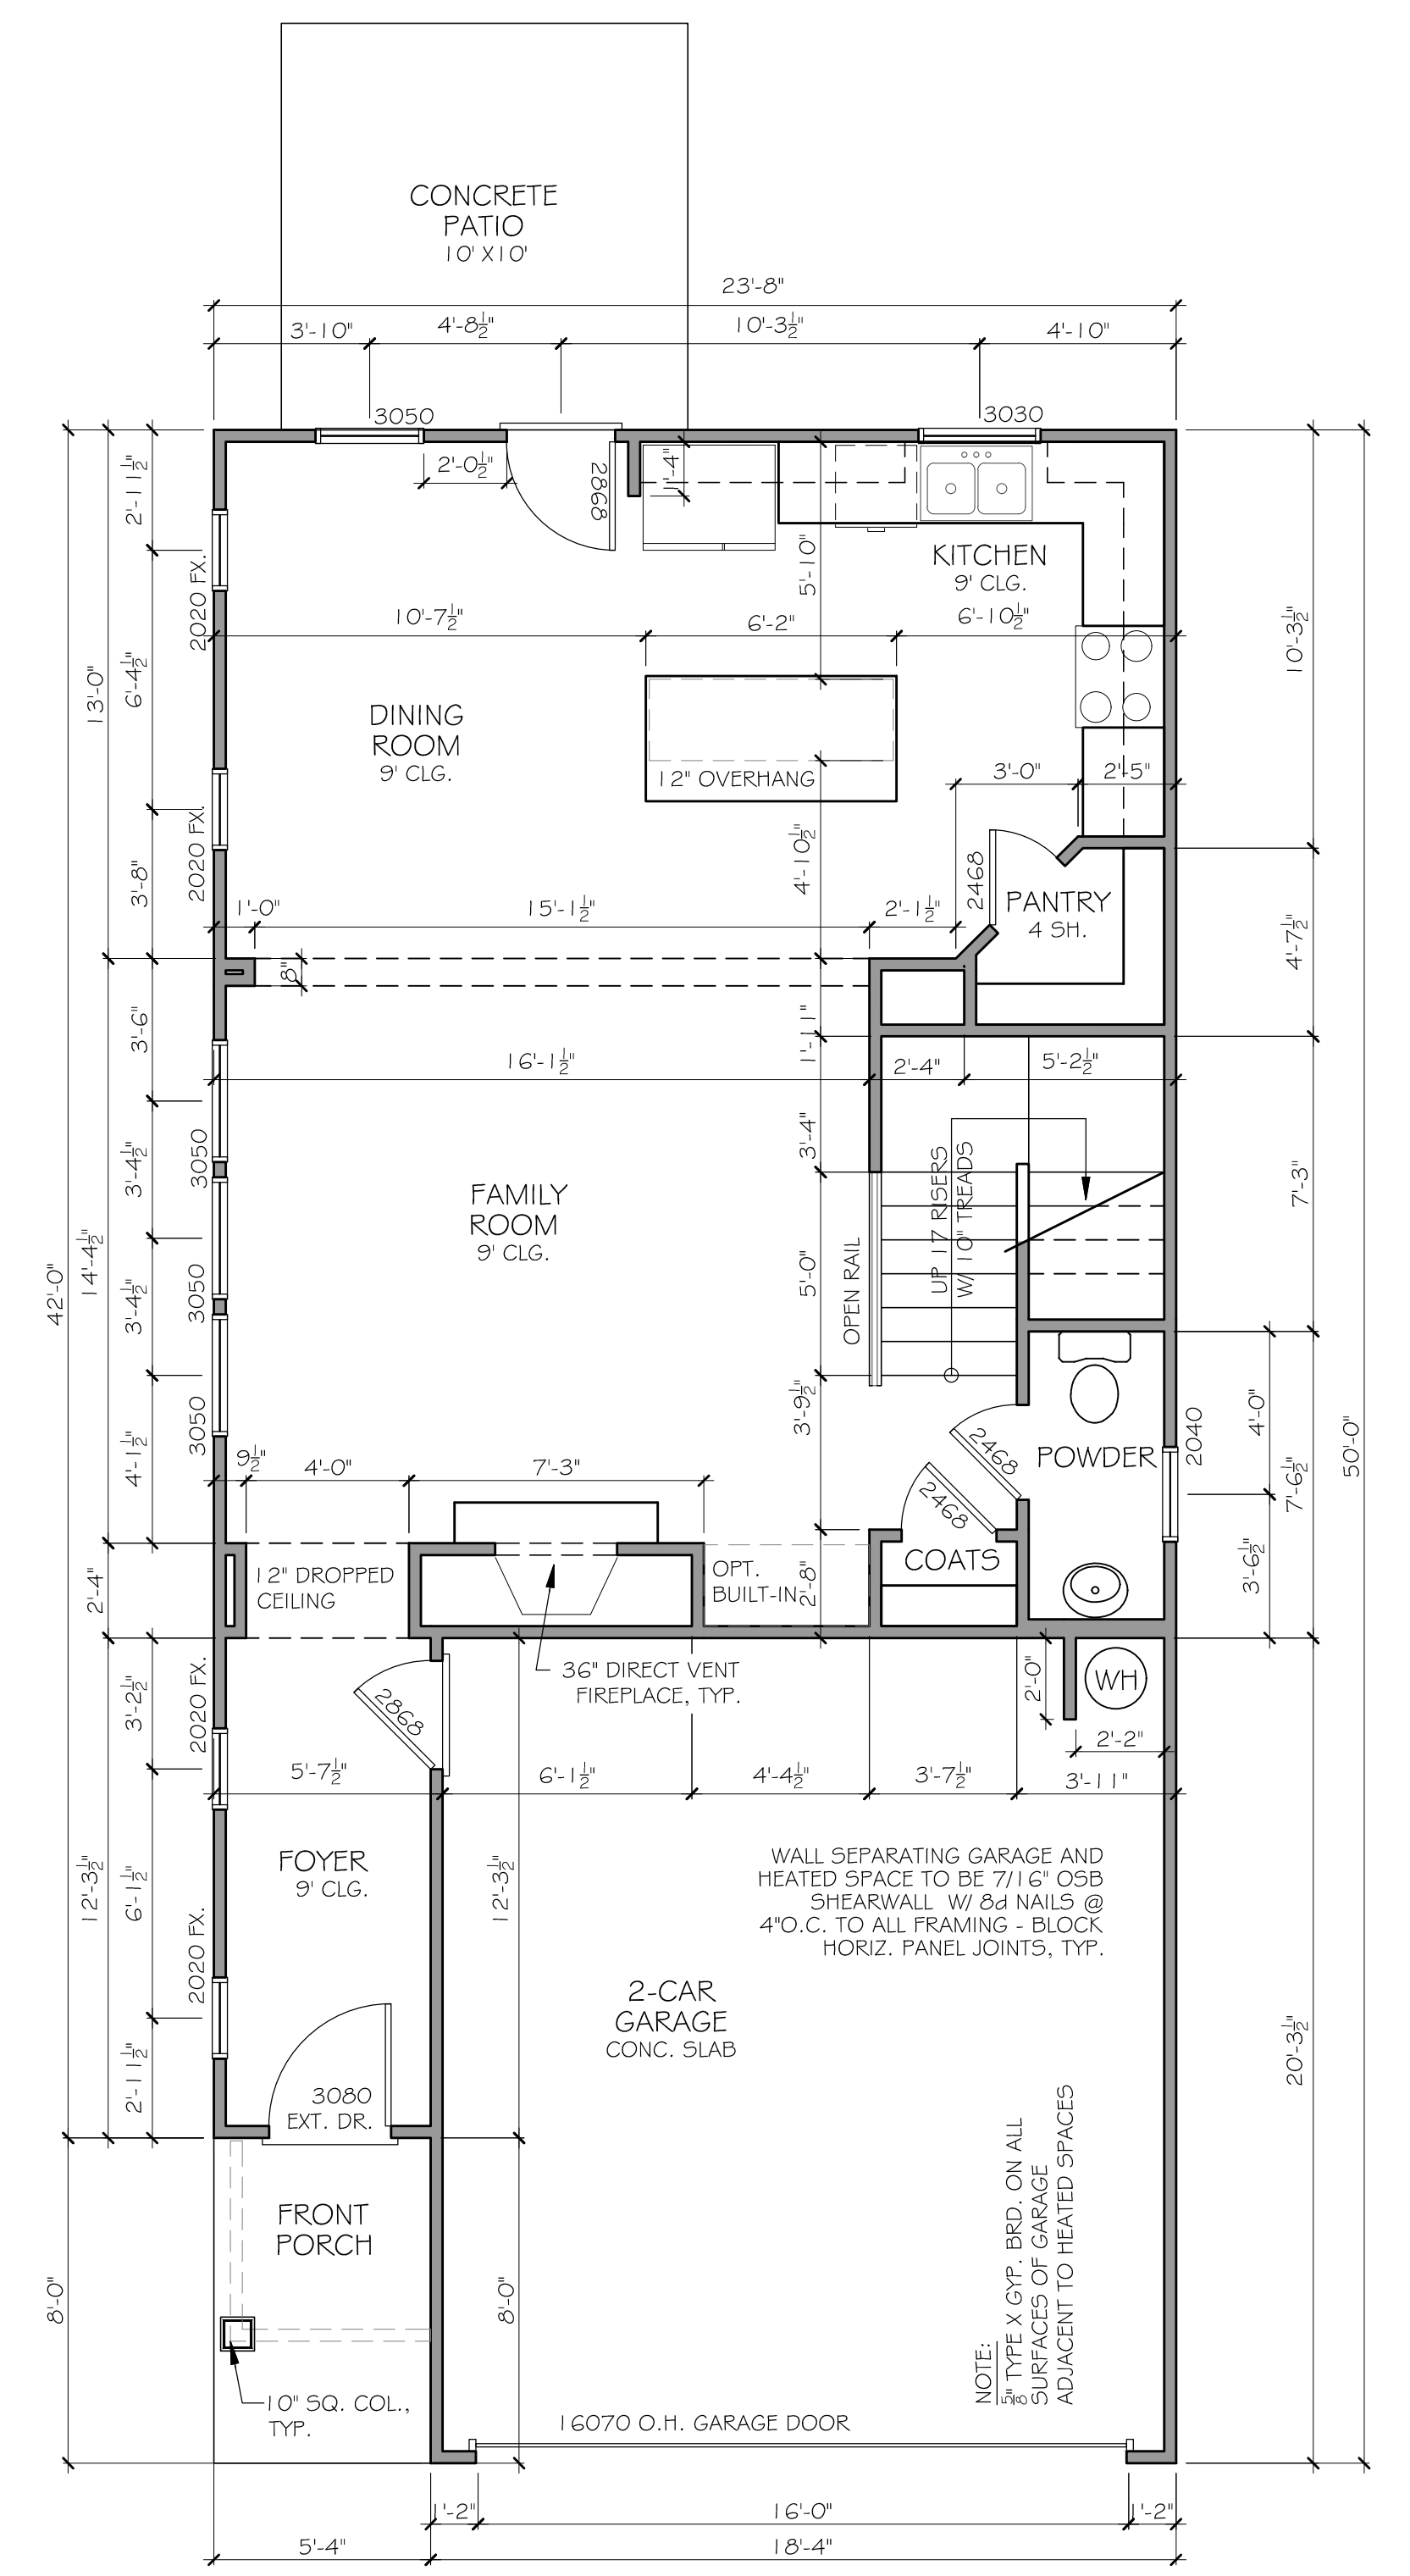 CONCRETE
PATIO
10' X10'
23'-8"
3'-10"
4'-8½"
10'-3½"
4'-10"
3050
3030
2'-0½"
2868
1'-4"
2'-11½"
2020 FX.
6'-4½"
13'-0"
2020 FX.
3'-8"
5'-10"
KITCHEN
9' CLG.
10'-7½"
6'-2"
6'-10½"
10'-3½"
DINING
ROOM
9' CLG.
12" OVERHANG
3'-0"
2'-5"
4'-10½"
2468
PANTRY
4 SH.
4'-7½"
1'-0"
15'-1½"
2'-1½"
8"
3'-6"
1'-11"
16'-1½"
2'-4"
5'-2½"
3'-4½"
3050
3'-4"
FAMILY
ROOM
9' CLG.
UP 17 RISERS
W/ 10" TREADS
7'-3"
14'-4½"
42'-0"
3'-4½"
3050
5'-0"
OPEN RAIL
3050
4'-1½"
3'-9½"
9½"
4'-0"
7'-3"
2468
2468
POWDER
2040
4'-0"
7'-6½"
50'-0"
3'-6½"
2'-4"
12" DROPPED
CEILING
OPT.
BUILT-IN
2'-8"
COATS
36" DIRECT VENT
FIREPLACE, TYP.
2020 FX.
3'-2½"
2868
2'-0"
WH
2'-2"
5'-7½"
6'-1½"
4'-4½"
3'-7½"
3'-11"
FOYER
9' CLG.
12'-3½"
6'-1½"
12'-3½"
WALL SEPARATING GARAGE AND
HEATED SPACE TO BE 7/16" OSB
SHEARWALL W/ 8d NAILS @
4"O.C. TO ALL FRAMING - BLOCK
HORIZ. PANEL JOINTS, TYP.
2020 FX.
2-CAR
GARAGE
CONC. SLAB
20'-3½"
2'-11½"
3080
EXT. DR.
FRONT
PORCH
8'-0"
8'-0"
NOTE:
⅝" TYPE X GYP. BRD. ON ALL
SURFACES OF GARAGE
ADJACENT TO HEATED SPACES
10" SQ. COL.,
TYP.
16070 O.H. GARAGE DOOR
1'-2"
16'-0"
1'-2"
5'-4"
18'-4"